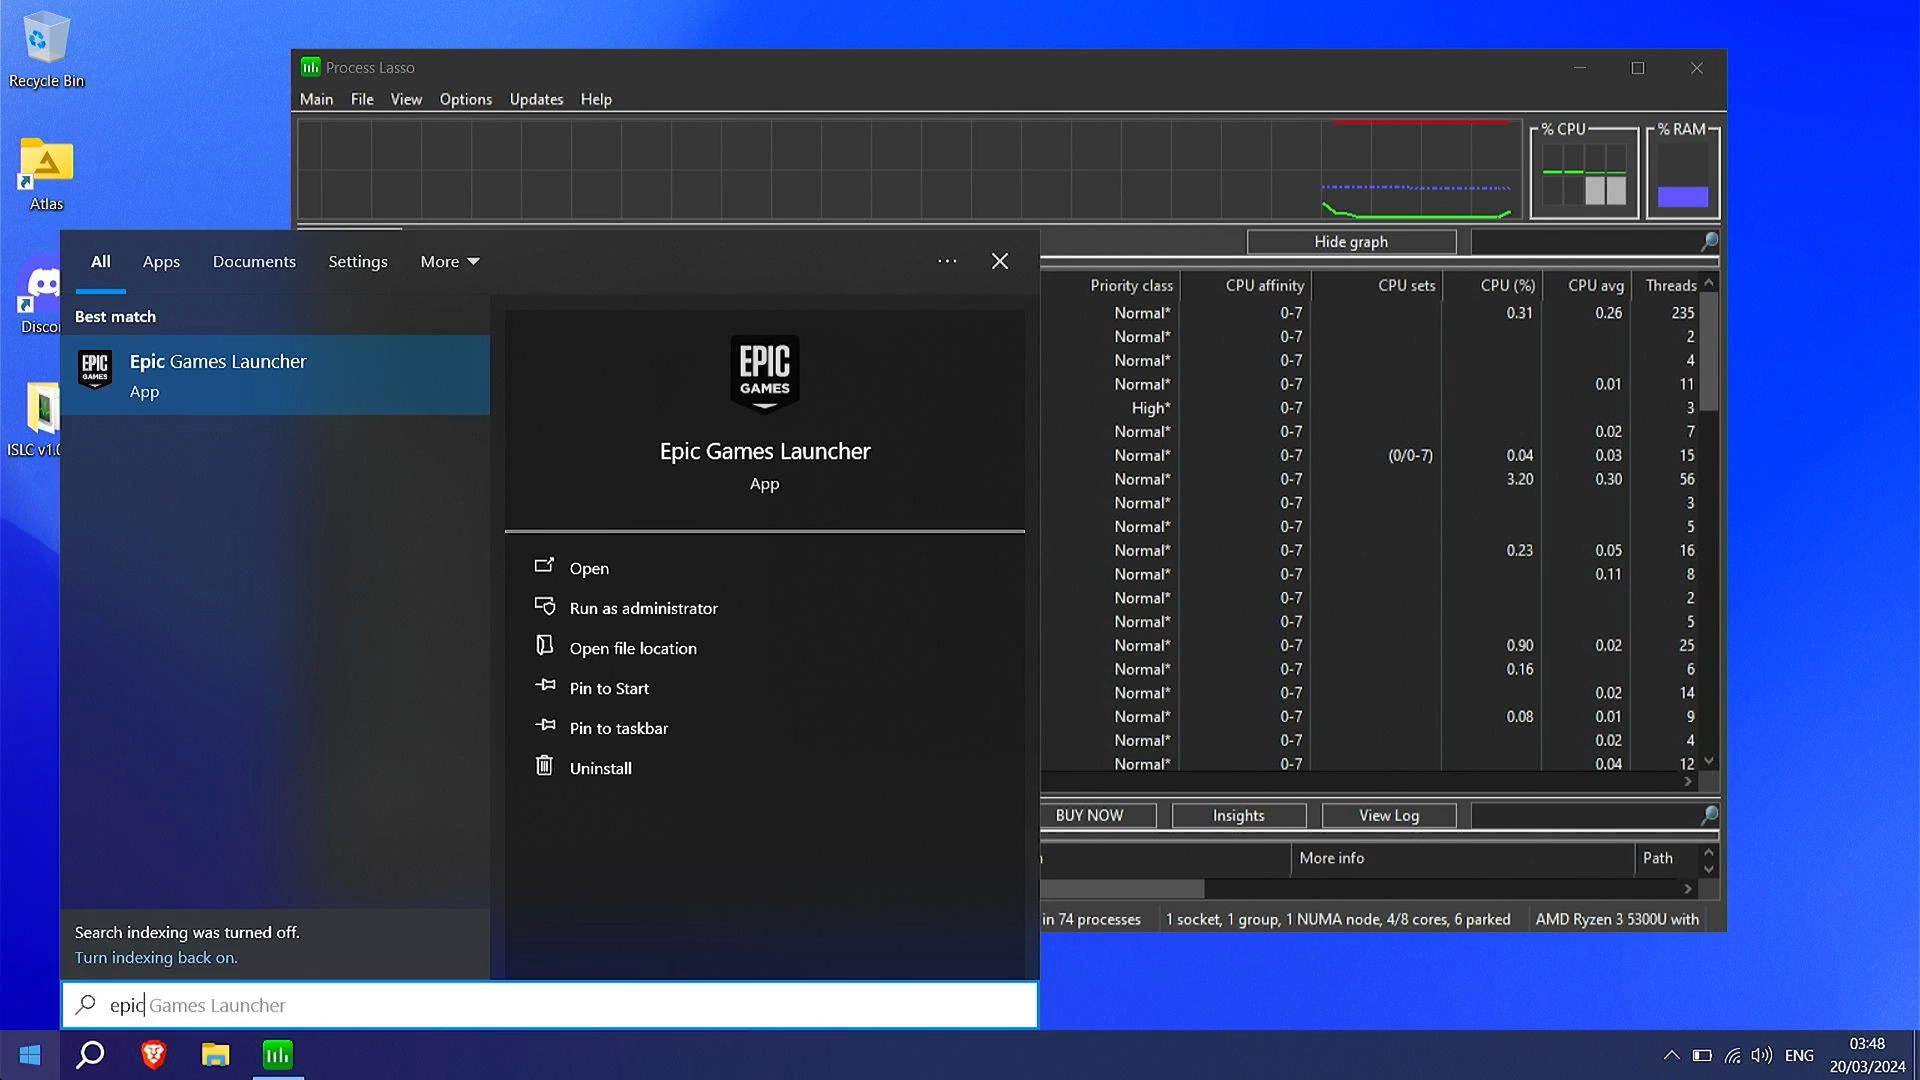 Recycle Bin
Atlas
Disco
ISLC v1.0
Process Lasso
Main File View Options Updates Help
% CPU
% RAM
Hide graph
All Apps Documents Settings More
Best match
Epic Games Launcher
App
EPIC
GAMES
EPIC
GAMES
Epic Games Launcher
App
Open
Run as administrator
Open file location
Pin to Start
Pin to taskbar
Uninstall
Search indexing was turned off.
Turn indexing back on.
epic Games Launcher
Priority class CPU affinity CPU sets CPU (%) CPU avg Threads
Normal* 0-7 0.31 0.26 235
Normal* 0-7 2
Normal* 0-7 4
Normal* 0-7 0.01 11
High* 0-7 3
Normal* 0-7 0.02 7
Normal* 0-7 (0/0-7) 0.04 0.03 15
Normal* 0-7 3.20 0.30 56
Normal* 0-7 3
Normal* 0-7 5
Normal* 0-7 0.23 0.05 16
Normal* 0-7 0.11 8
Normal* 0-7 2
Normal* 0-7 5
Normal* 0-7 0.90 0.02 25
Normal* 0-7 0.16 6
Normal* 0-7 0.02 14
Normal* 0-7 0.08 0.01 9
Normal* 0-7 0.02 4
Normal* 0-7 0.04 12
BUY NOW Insights View Log
More info Path
in 74 processes 1 socket, 1 group, 1 NUMA node, 4/8 cores, 6 parked AMD Ryzen 3 5300U with
ENG
03:48
20/03/2024